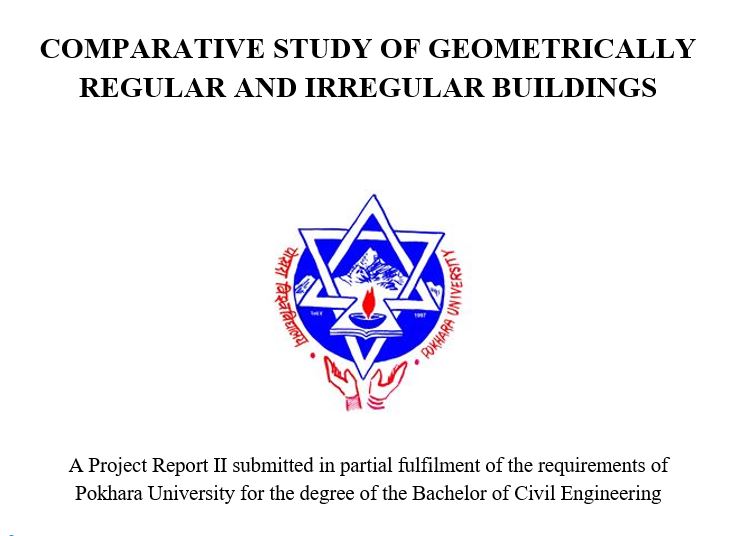 COMPARATIVE STUDY OF GEOMETRICALLY
REGULAR AND IRREGULAR BUILDINGS
पोखरा विश्वविद्यालय
POKHARA UNIVERSITY
1997
A Project Report II submitted in partial fulfilment of the requirements of
Pokhara University for the degree of the Bachelor of Civil Engineering